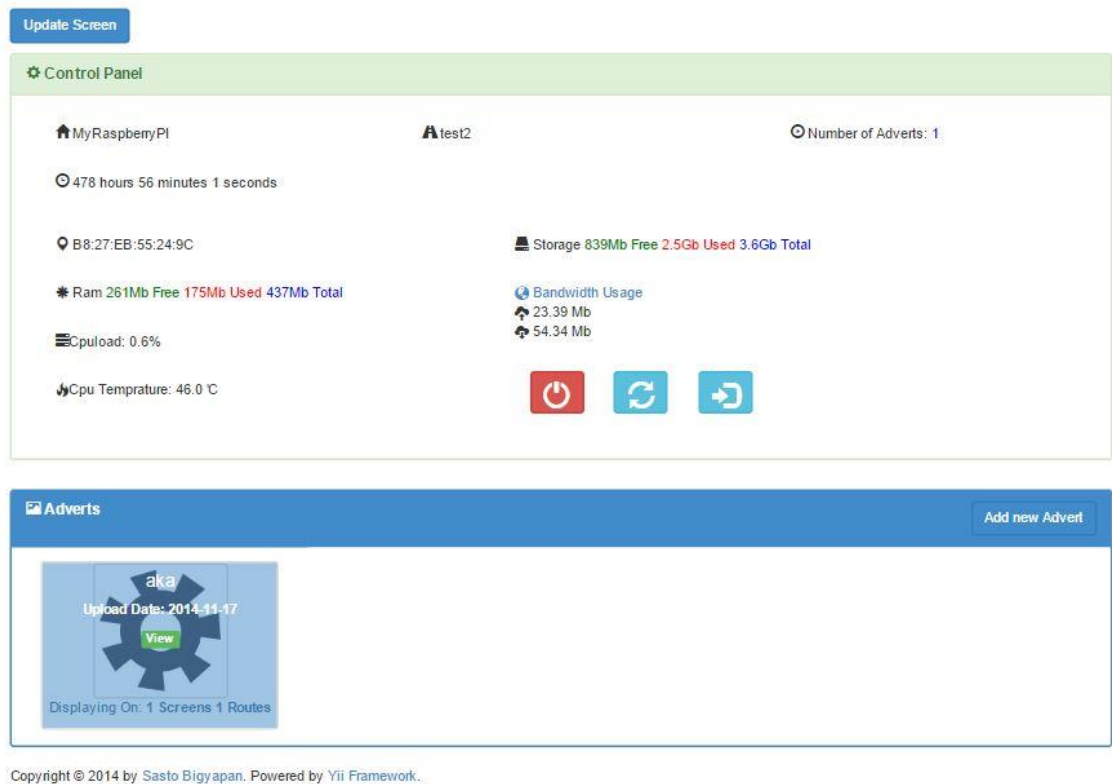 Update Screen
Control Panel
MyRaspberryPI
test2
Number of Adverts: 1
478 hours 56 minutes 1 seconds
B8:27:EB:55:24:9C
Storage 839Mb Free 2.5Gb Used 3.6Gb Total
Ram 261Mb Free 175Mb Used 437Mb Total
Bandwidth Usage
23.39 Mb
54.34 Mb
Cpuload: 0.6%
Cpu Temprature: 46.0 ℃
Adverts
Add new Advert
aka
Upload Date: 2014-11-17
View
Displaying On: 1 Screens 1 Routes
Copyright © 2014 by Sasto Bigyapan. Powered by Yii Framework.